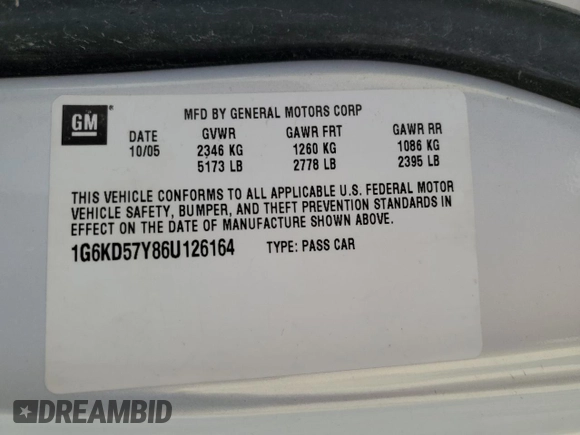 GM
MFD BY GENERAL MOTORS CORP
DATE GVWR GAWR FRT GAWR RR
10/05 2346 KG 1260 KG 1086 KG
5173 LB 2778 LB 2395 LB
THIS VEHICLE CONFORMS TO ALL APPLICABLE U.S. FEDERAL MOTOR
VEHICLE SAFETY, BUMPER, AND THEFT PREVENTION STANDARDS IN
EFFECT ON THE DATE OF MANUFACTURE SHOWN ABOVE.
1G6KD57Y86U126164 TYPE: PASS CAR
DREAMBID